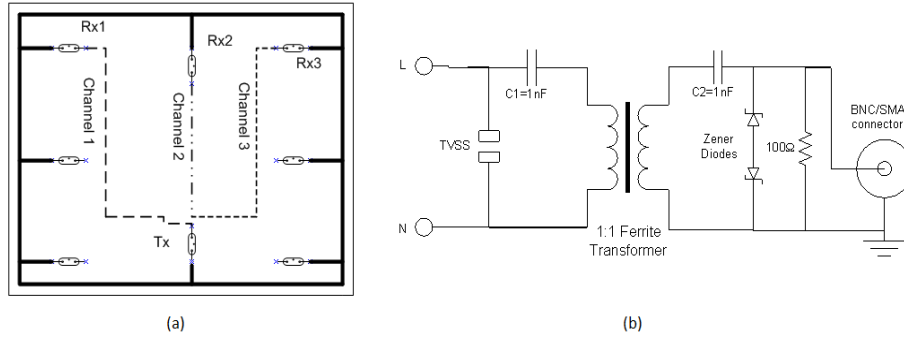 Rx1
Rx2
Rx3
Channel 1
Channel 2
Channel 3
Tx
(a)
L
C1=1nF
C2=1nF
BNC/SMA
connector
TVSS
Zener
Diodes
100Ω
N
1:1 Ferrite
Transformer
(b)